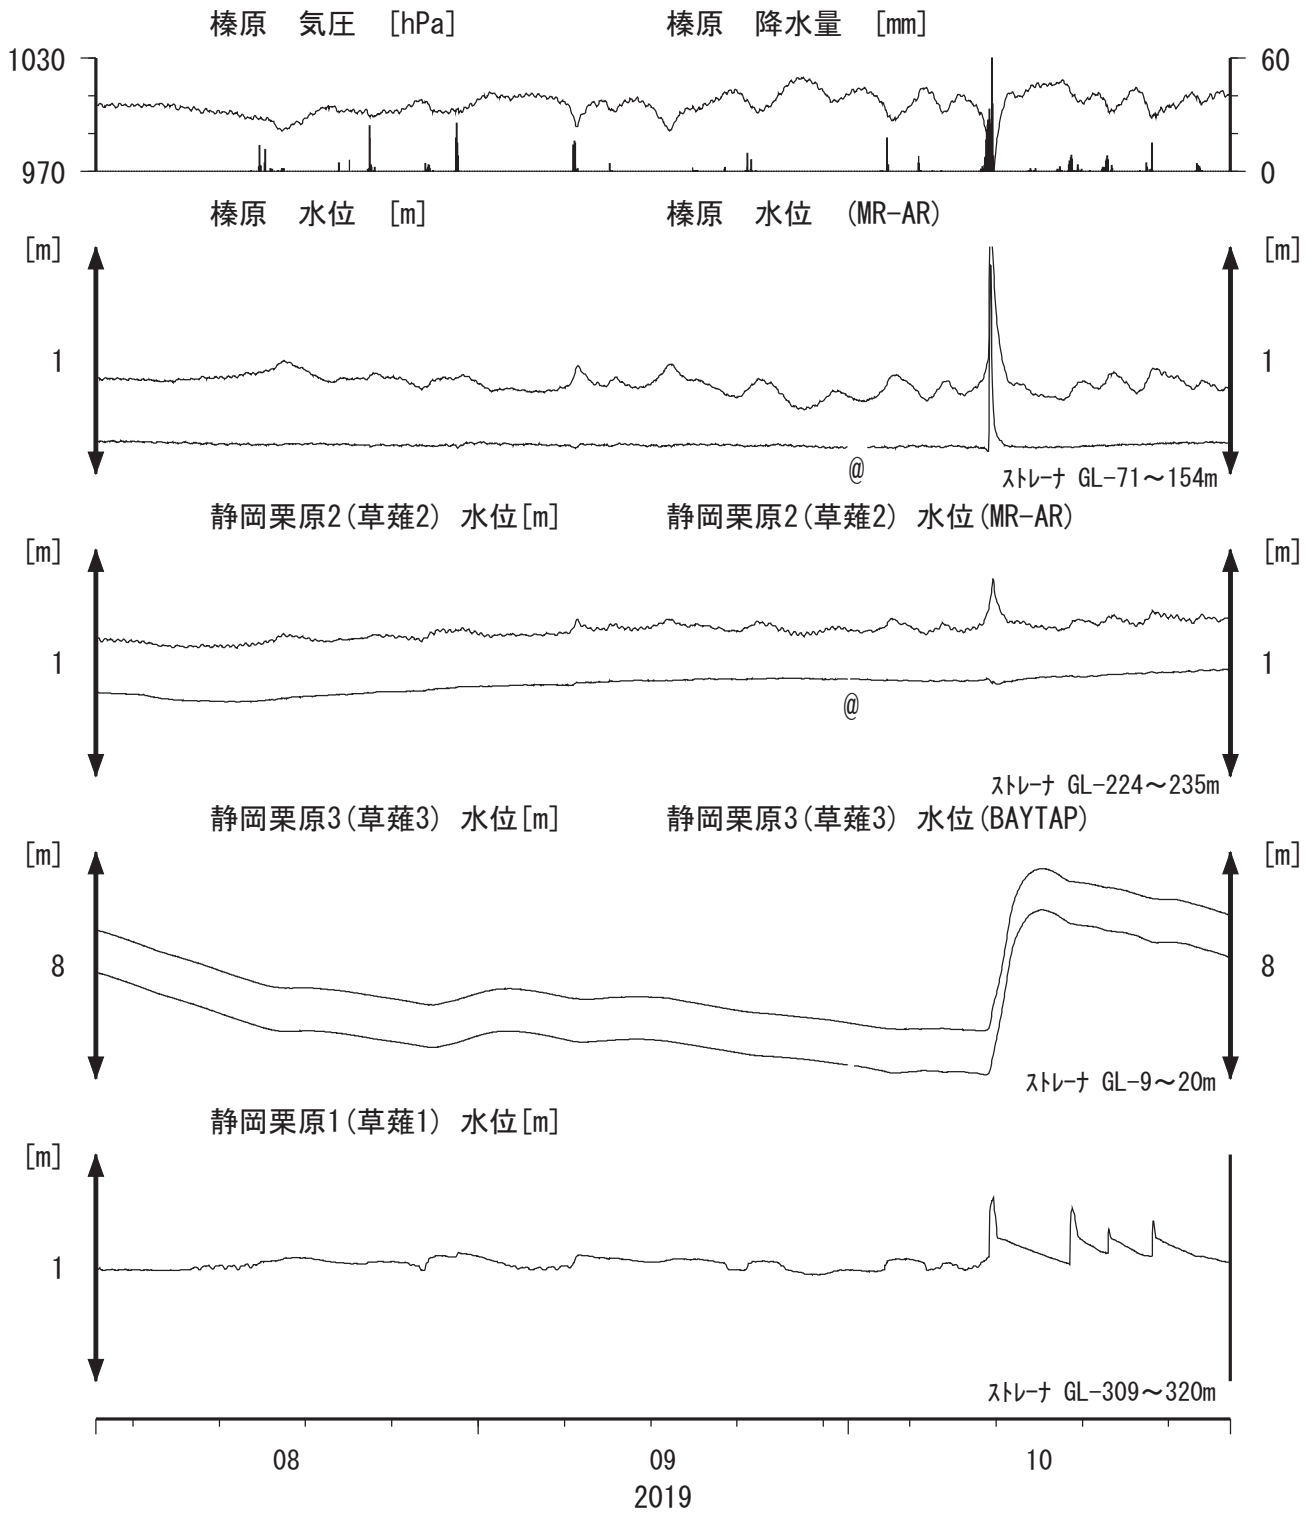 榛原 気圧 [hPa] 榛原 降水量 [mm]
1030 60
970 0
榛原 水位 [m] 榛原 水位 (MR-AR)
[m] [m]
1 1
@
ストレーナ GL-71～154m
静岡栗原2(草薙2) 水位[m] 静岡栗原2(草薙2) 水位(MR-AR)
[m] [m]
1 1
@
ストレーナ GL-224～235m
静岡栗原3(草薙3) 水位[m] 静岡栗原3(草薙3) 水位(BAYTAP)
[m] [m]
8 8
ストレーナ GL-9～20m
静岡栗原1(草薙1) 水位[m]
[m]
1
ストレーナ GL-309～320m
08 09 10
2019